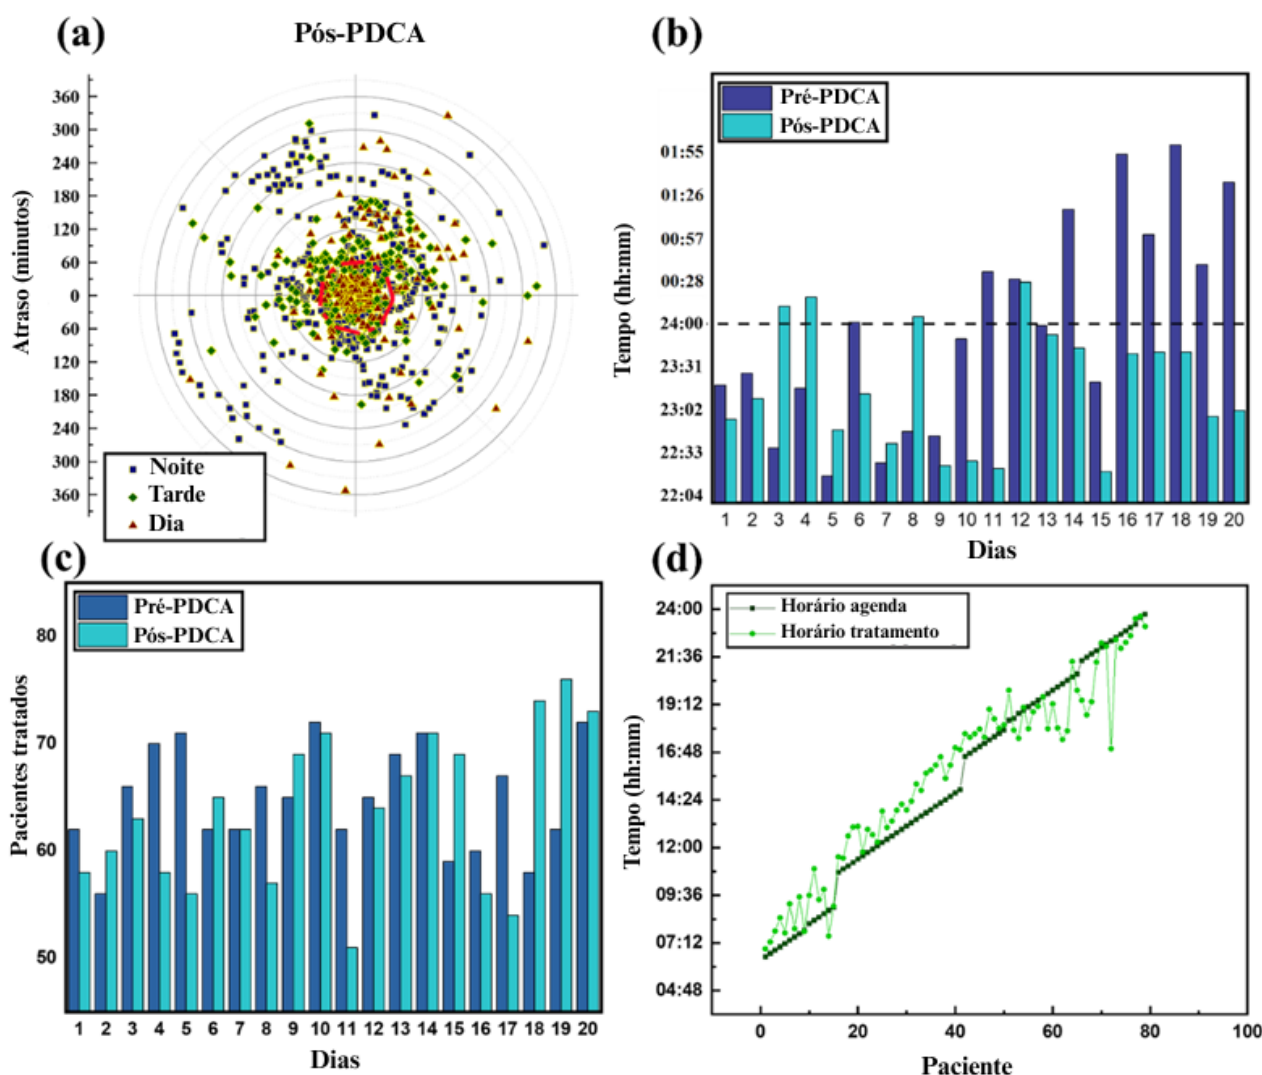 (a)
Pós-PDCA
Atraso (minutos)
360
300
240
180
120
60
0
60
120
180
240
300
360
Noite
Tarde
Dia
(b)
Pré-PDCA
Pós-PDCA
Tempo (hh:mm)
01:55
01:26
00:57
00:28
24:00
23:31
23:02
22:33
22:04
1 2 3 4 5 6 7 8 9 10 11 12 13 14 15 16 17 18 19 20
Dias
(c)
Pré-PDCA
Pós-PDCA
Pacientes tratados
80
70
60
50
1 2 3 4 5 6 7 8 9 10 11 12 13 14 15 16 17 18 19 20
Dias
(d)
Horário agenda
Horário tratamento
Tempo (hh:mm)
24:00
21:36
19:12
16:48
14:24
12:00
09:36
07:12
04:48
0 20 40 60 80 100
Paciente